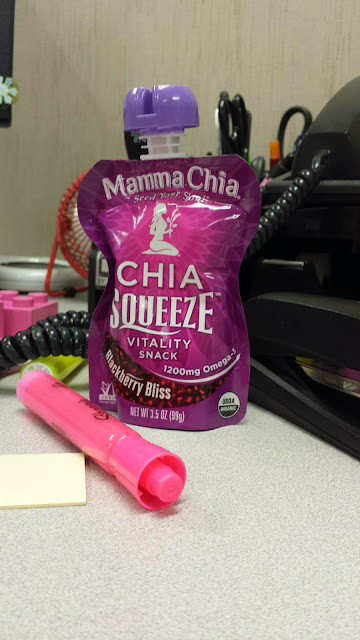 Mamma Chia
Seed Your Soul
CHIA
SQUEEZE™
VITALITY
SNACK
1200mg Omega-3
Blackberry Bliss
NET WT 3.5 OZ (99g)
USDA
ORGANIC